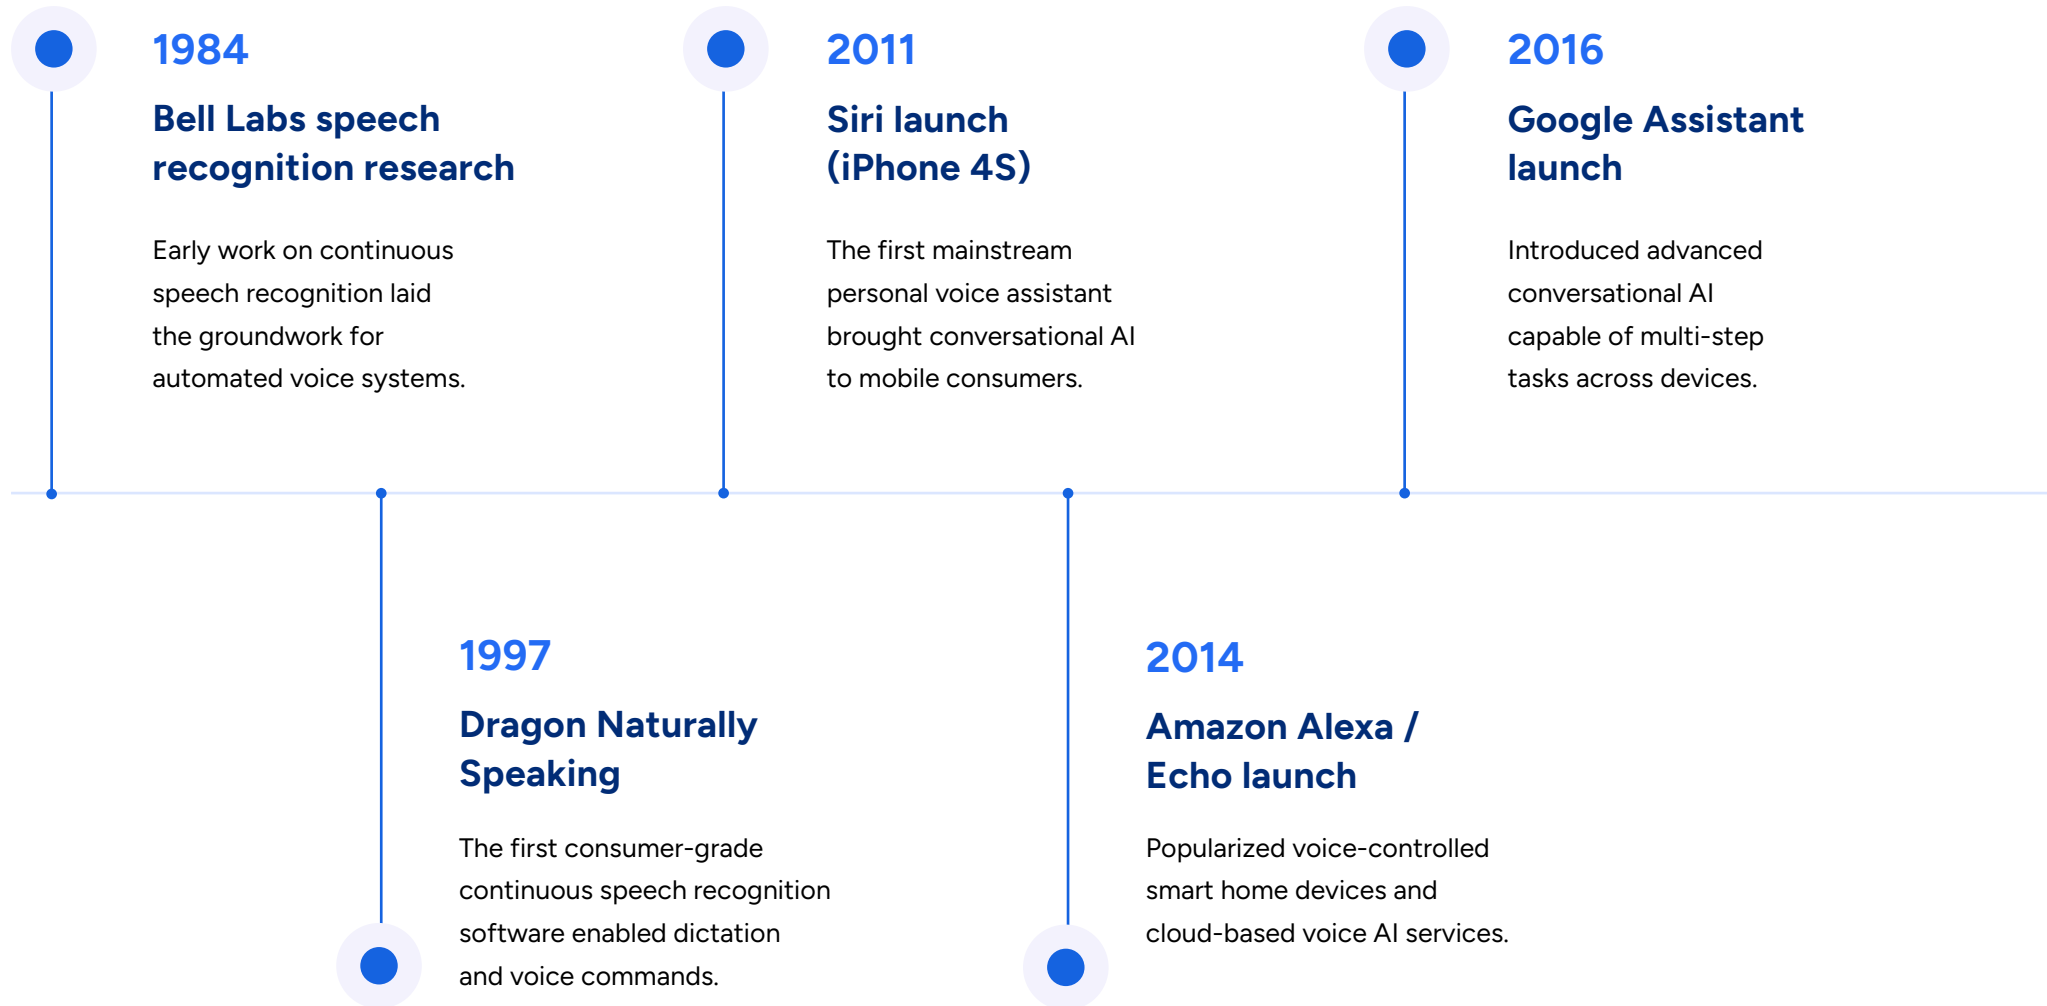 1984
Bell Labs speech
recognition research
Early work on continuous
speech recognition laid
the groundwork for
automated voice systems.
2011
Siri launch
(iPhone 4S)
The first mainstream
personal voice assistant
brought conversational AI
to mobile consumers.
2016
Google Assistant
launch
Introduced advanced
conversational AI
capable of multi-step
tasks across devices.
1997
Dragon Naturally
Speaking
The first consumer-grade
continuous speech recognition
software enabled dictation
and voice commands.
2014
Amazon Alexa /
Echo launch
Popularized voice-controlled
smart home devices and
cloud-based voice AI services.